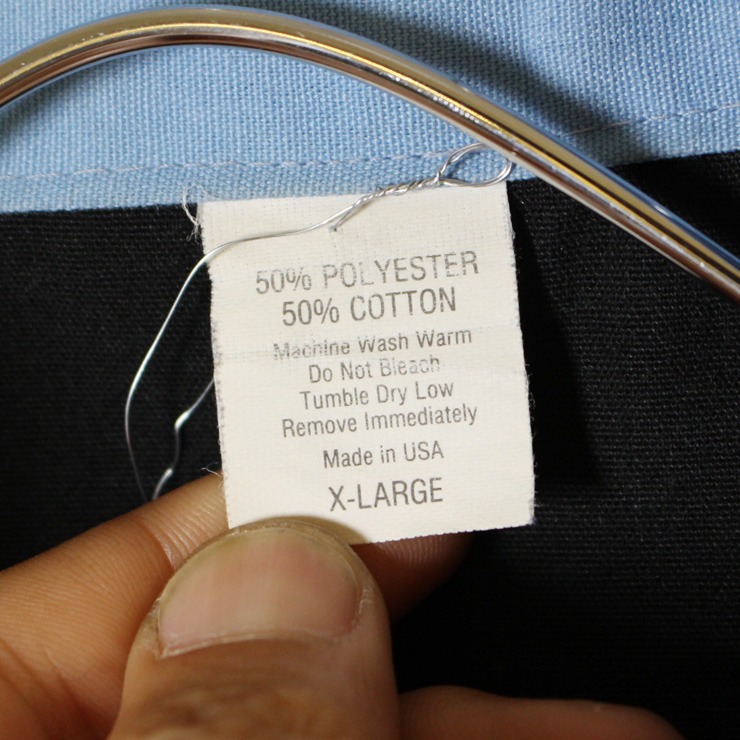 50% POLYESTER
50% COTTON
Machine Wash Warm
Do Not Bleach
Tumble Dry Low
Remove Immediately
Made in USA
X-LARGE